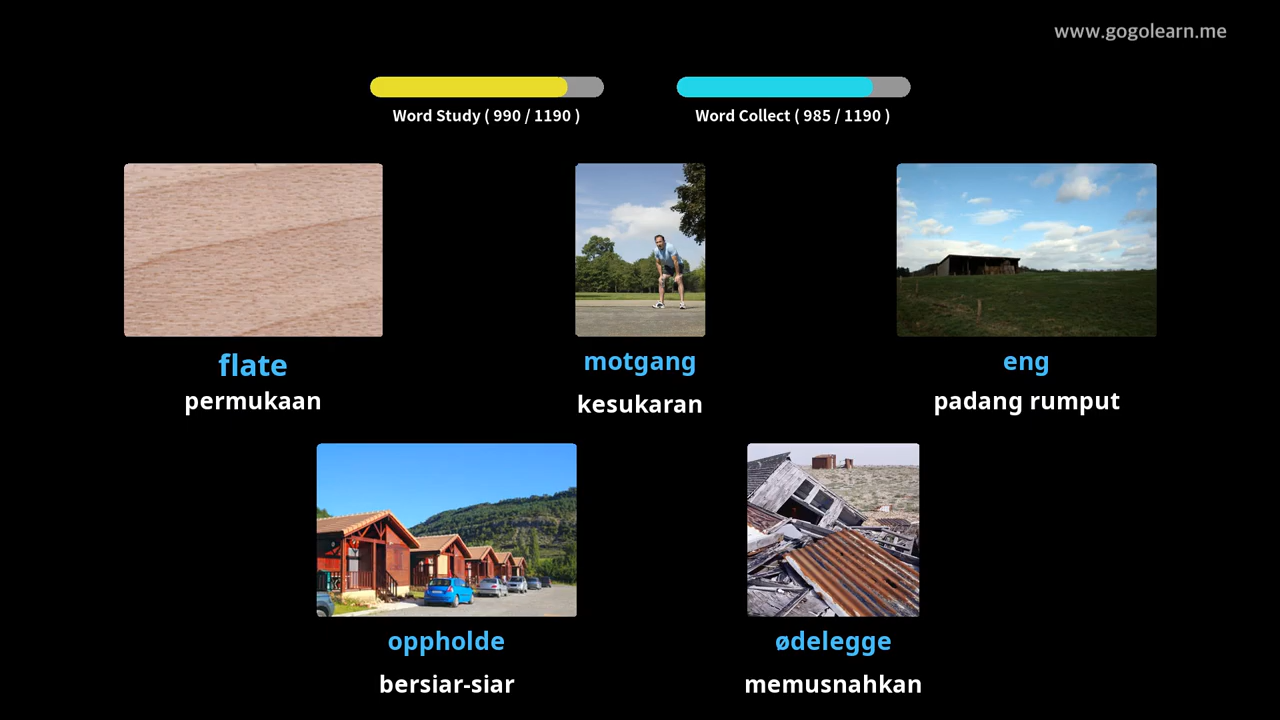 www.gogolearn.me
Word Study ( 990 / 1190 )
Word Collect ( 985 / 1190 )
flate
permukaan
motgang
kesukaran
eng
padang rumput
oppholde
bersiar-siar
ødelegge
memusnahkan